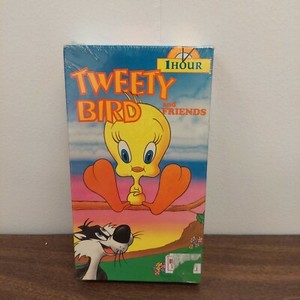 1 HOUR
TWEETY
BIRD and
FRIENDS